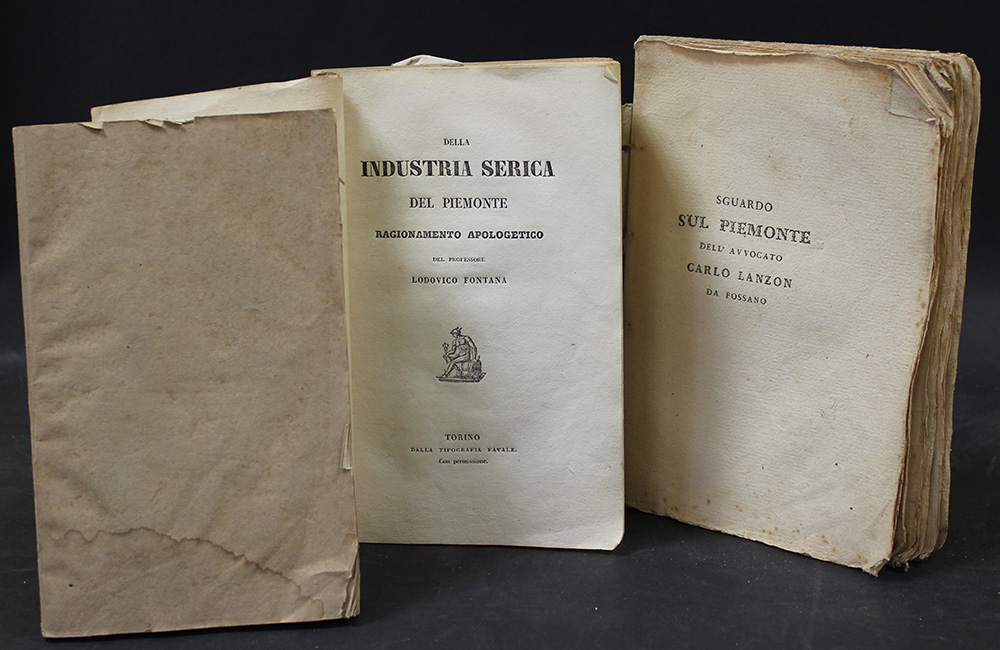 DELLA
INDUSTRIA SERICA
DEL PIEMONTE
RAGIONAMENTO APOLOGETICO
DEL PROFESSORE
LODOVICO FONTANA
TORINO
DALLA TIPOGRAFIA FAVALE.
Con permissione.
SGUARDO
SUL PIEMONTE
DELL' AVVOCATO
CARLO LANZON
DA FOSSANO